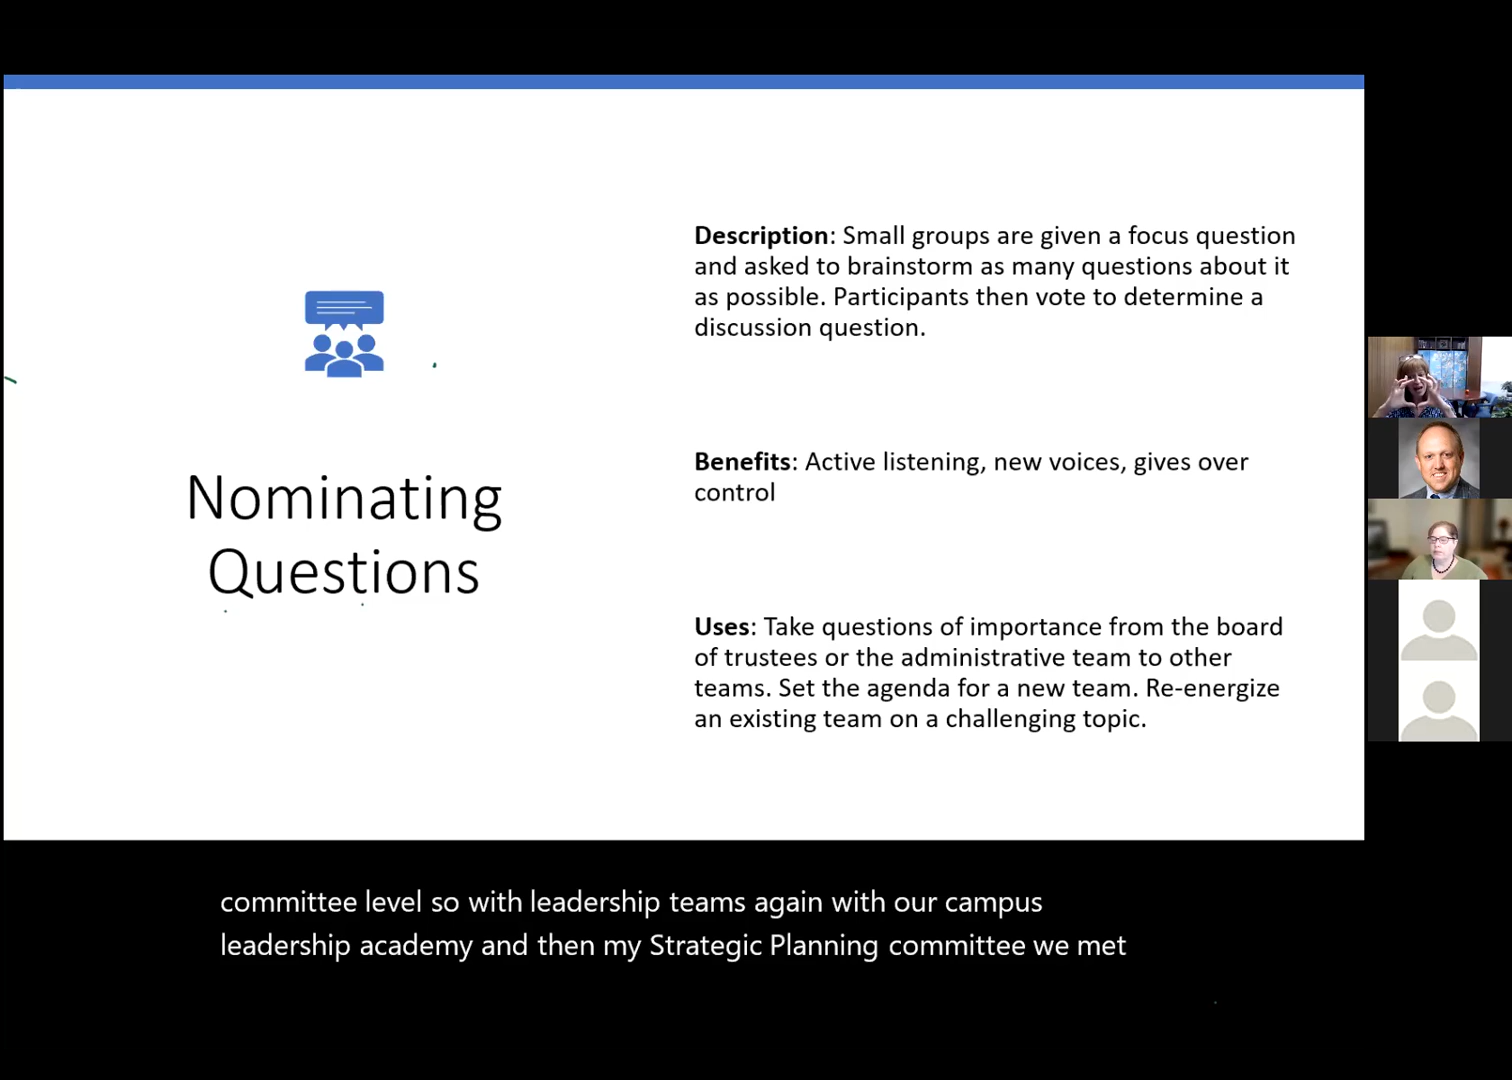 Nominating
Questions
Description: Small groups are given a focus question
and asked to brainstorm as many questions about it
as possible. Participants then vote to determine a
discussion question.
Benefits: Active listening, new voices, gives over
control
Uses: Take questions of importance from the board
of trustees or the administrative team to other
teams. Set the agenda for a new team. Re-energize
an existing team on a challenging topic.
committee level so with leadership teams again with our campus
leadership academy and then my Strategic Planning committee we met